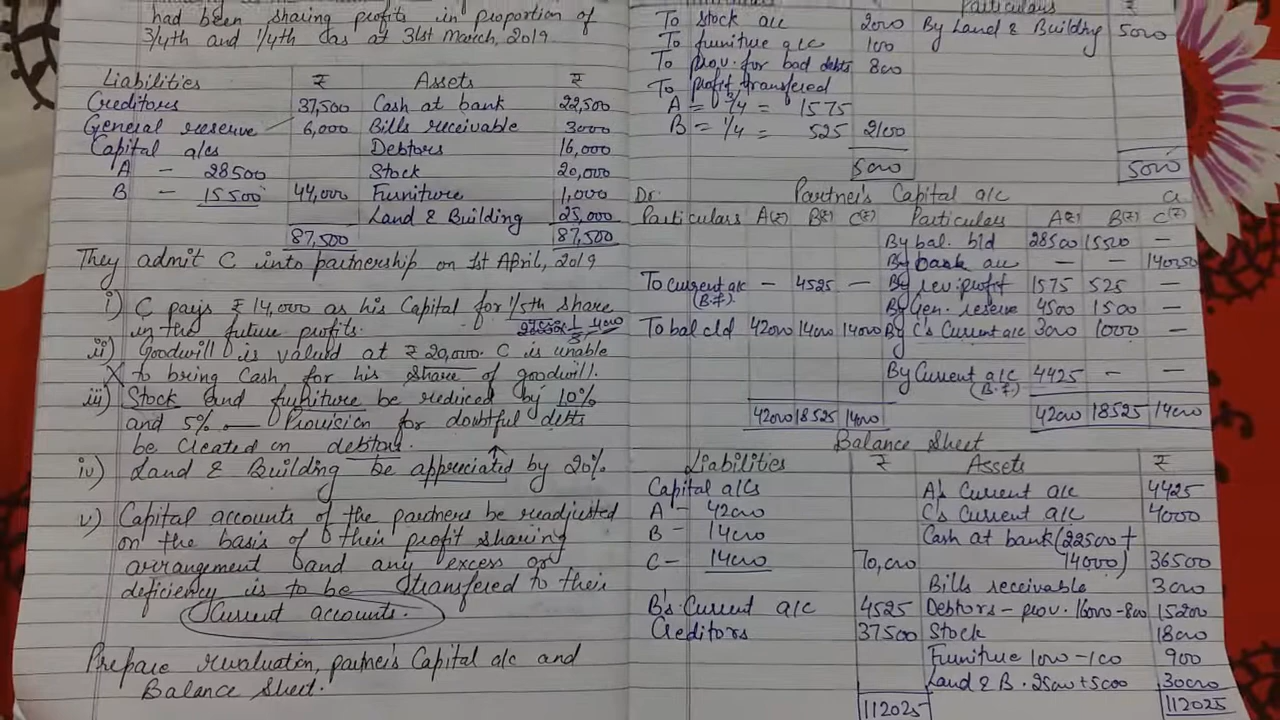 had been sharing profits in proportion of
3/4th and 1/4th as at 31st March, 2019.
Liabilities ₹ Assets ₹
Creditors 37,500 Cash at bank 22,500
General reserve 6,000 Bills receivable 3000
Capital a/cs Debtors 16,000
A - 28500 Stock 20,000
B - 15500 44,000 Furniture 1,000
Land & Building 25,000
87,500 87,500
They admit C into partnership on 1st April, 2019
i) C pays ₹ 14,000 as his Capital for 1/5th share
in the future profits.
ii) Goodwill is valued at ₹ 20,000. C is unable
to bring Cash for his share of goodwill.
iii) Stock and furniture be reduced by 10%
and 5% Provision for doubtful debts
be created on debtors.
iv) Land & Building be appreciated by 20%
v) Capital accounts of the partners be readjusted
on the basis of their profit sharing
arrangement and any excess or
deficiency is to be transfered to their
Current accounts.
Prepare revaluation, partner's Capital a/c and
Balance Sheet.
Particulars ₹
To stock a/c 2000 By Land & Building 5000
To furniture a/c 100
To prov. for bad debts 800
To profit transfered
A = 3/4 = 1575
B = 1/4 = 525 2100
5000 5000
Dr. Partner's Capital a/c Cr
Particulars A(₹) B(₹) C(₹) Particulars A(₹) B(₹) C(₹)
By bal. b/d 28500 15500 -
By bank a/c - - 14000
To current a/c - 4525 - By rev. profit 1575 525 -
(B.f). By Gen. reserve 4500 1500 -
To bal c/d 42000 14000 14000 By C's Current a/c 3000 1000 -
By Current a/c 4425 - -
(B.f)
42000 18525 14000 42000 18525 14000
Balance Sheet
Liabilities ₹ Assets ₹
Capital a/cs A's Current a/c 4425
A - 42000 C's Current a/c 4000
B - 14000 Cash at bank (22500 +
C - 14000 70,000 14000) 36500
Bills receivable 3000
B's Current a/c 4525 Debtors - prov. 16000 - 800 15200
Creditors 37500 Stock 18000
Furniture 1000 - 100 900
Land & B. 25000 + 5000 30000
112025 112025